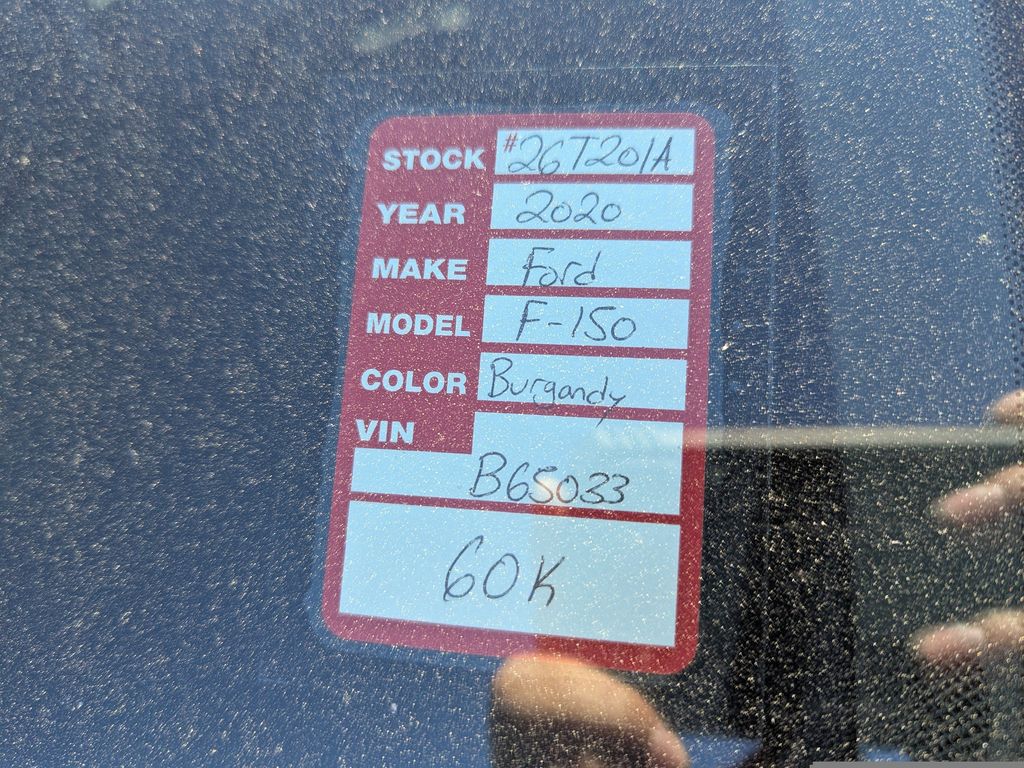 STOCK #26T201A
YEAR 2020
MAKE Ford
MODEL F-150
COLOR Burgandy
VIN
B65033
60K